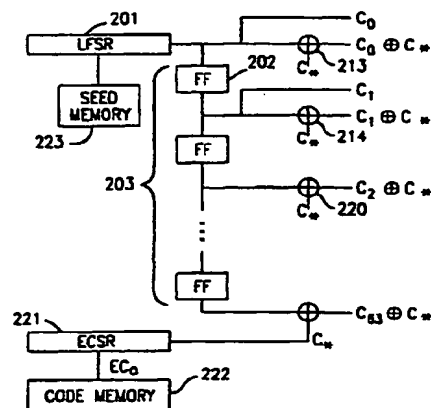 201
LFSR
C₀
C₀ ⊕ C*
C*
213
FF
202
SEED
MEMORY
223
C₁
C₁ ⊕ C*
C*
214
FF
203
C₂ ⊕ C*
C*
220
FF
C₆₃ ⊕ C*
C*
221
ECSR
EC₀
CODE MEMORY
222